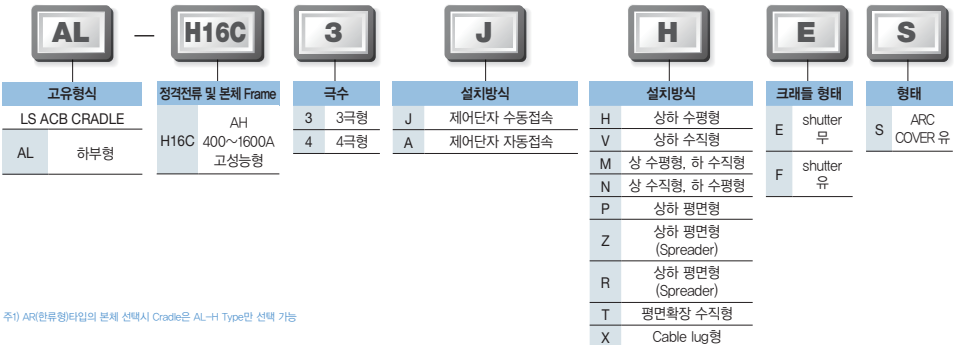 AL — H16C 3 J H E S
고유형식
LS ACB CRADLE
AL 하부형
정격전류 및 본체 Frame
H16C AH
400~1600A
고성능형
극수
3 3극형
4 4극형
설치방식
J 제어단자 수동접속
A 제어단자 자동접속
설치방식
H 상하 수평형
V 상하 수직형
M 상 수평형, 하 수직형
N 상 수직형, 하 수평형
P 상하 평면형
Z 상하 평면형
(Spreader)
R 상하 평면형
(Spreader)
T 평면확장 수직형
X Cable lug형
크래들 형태
E shutter
무
F shutter
유
형태
S ARC
COVER 유
주1) AR(한류형)타입의 본체 선택시 Cradle은 AL-H Type만 선택 가능